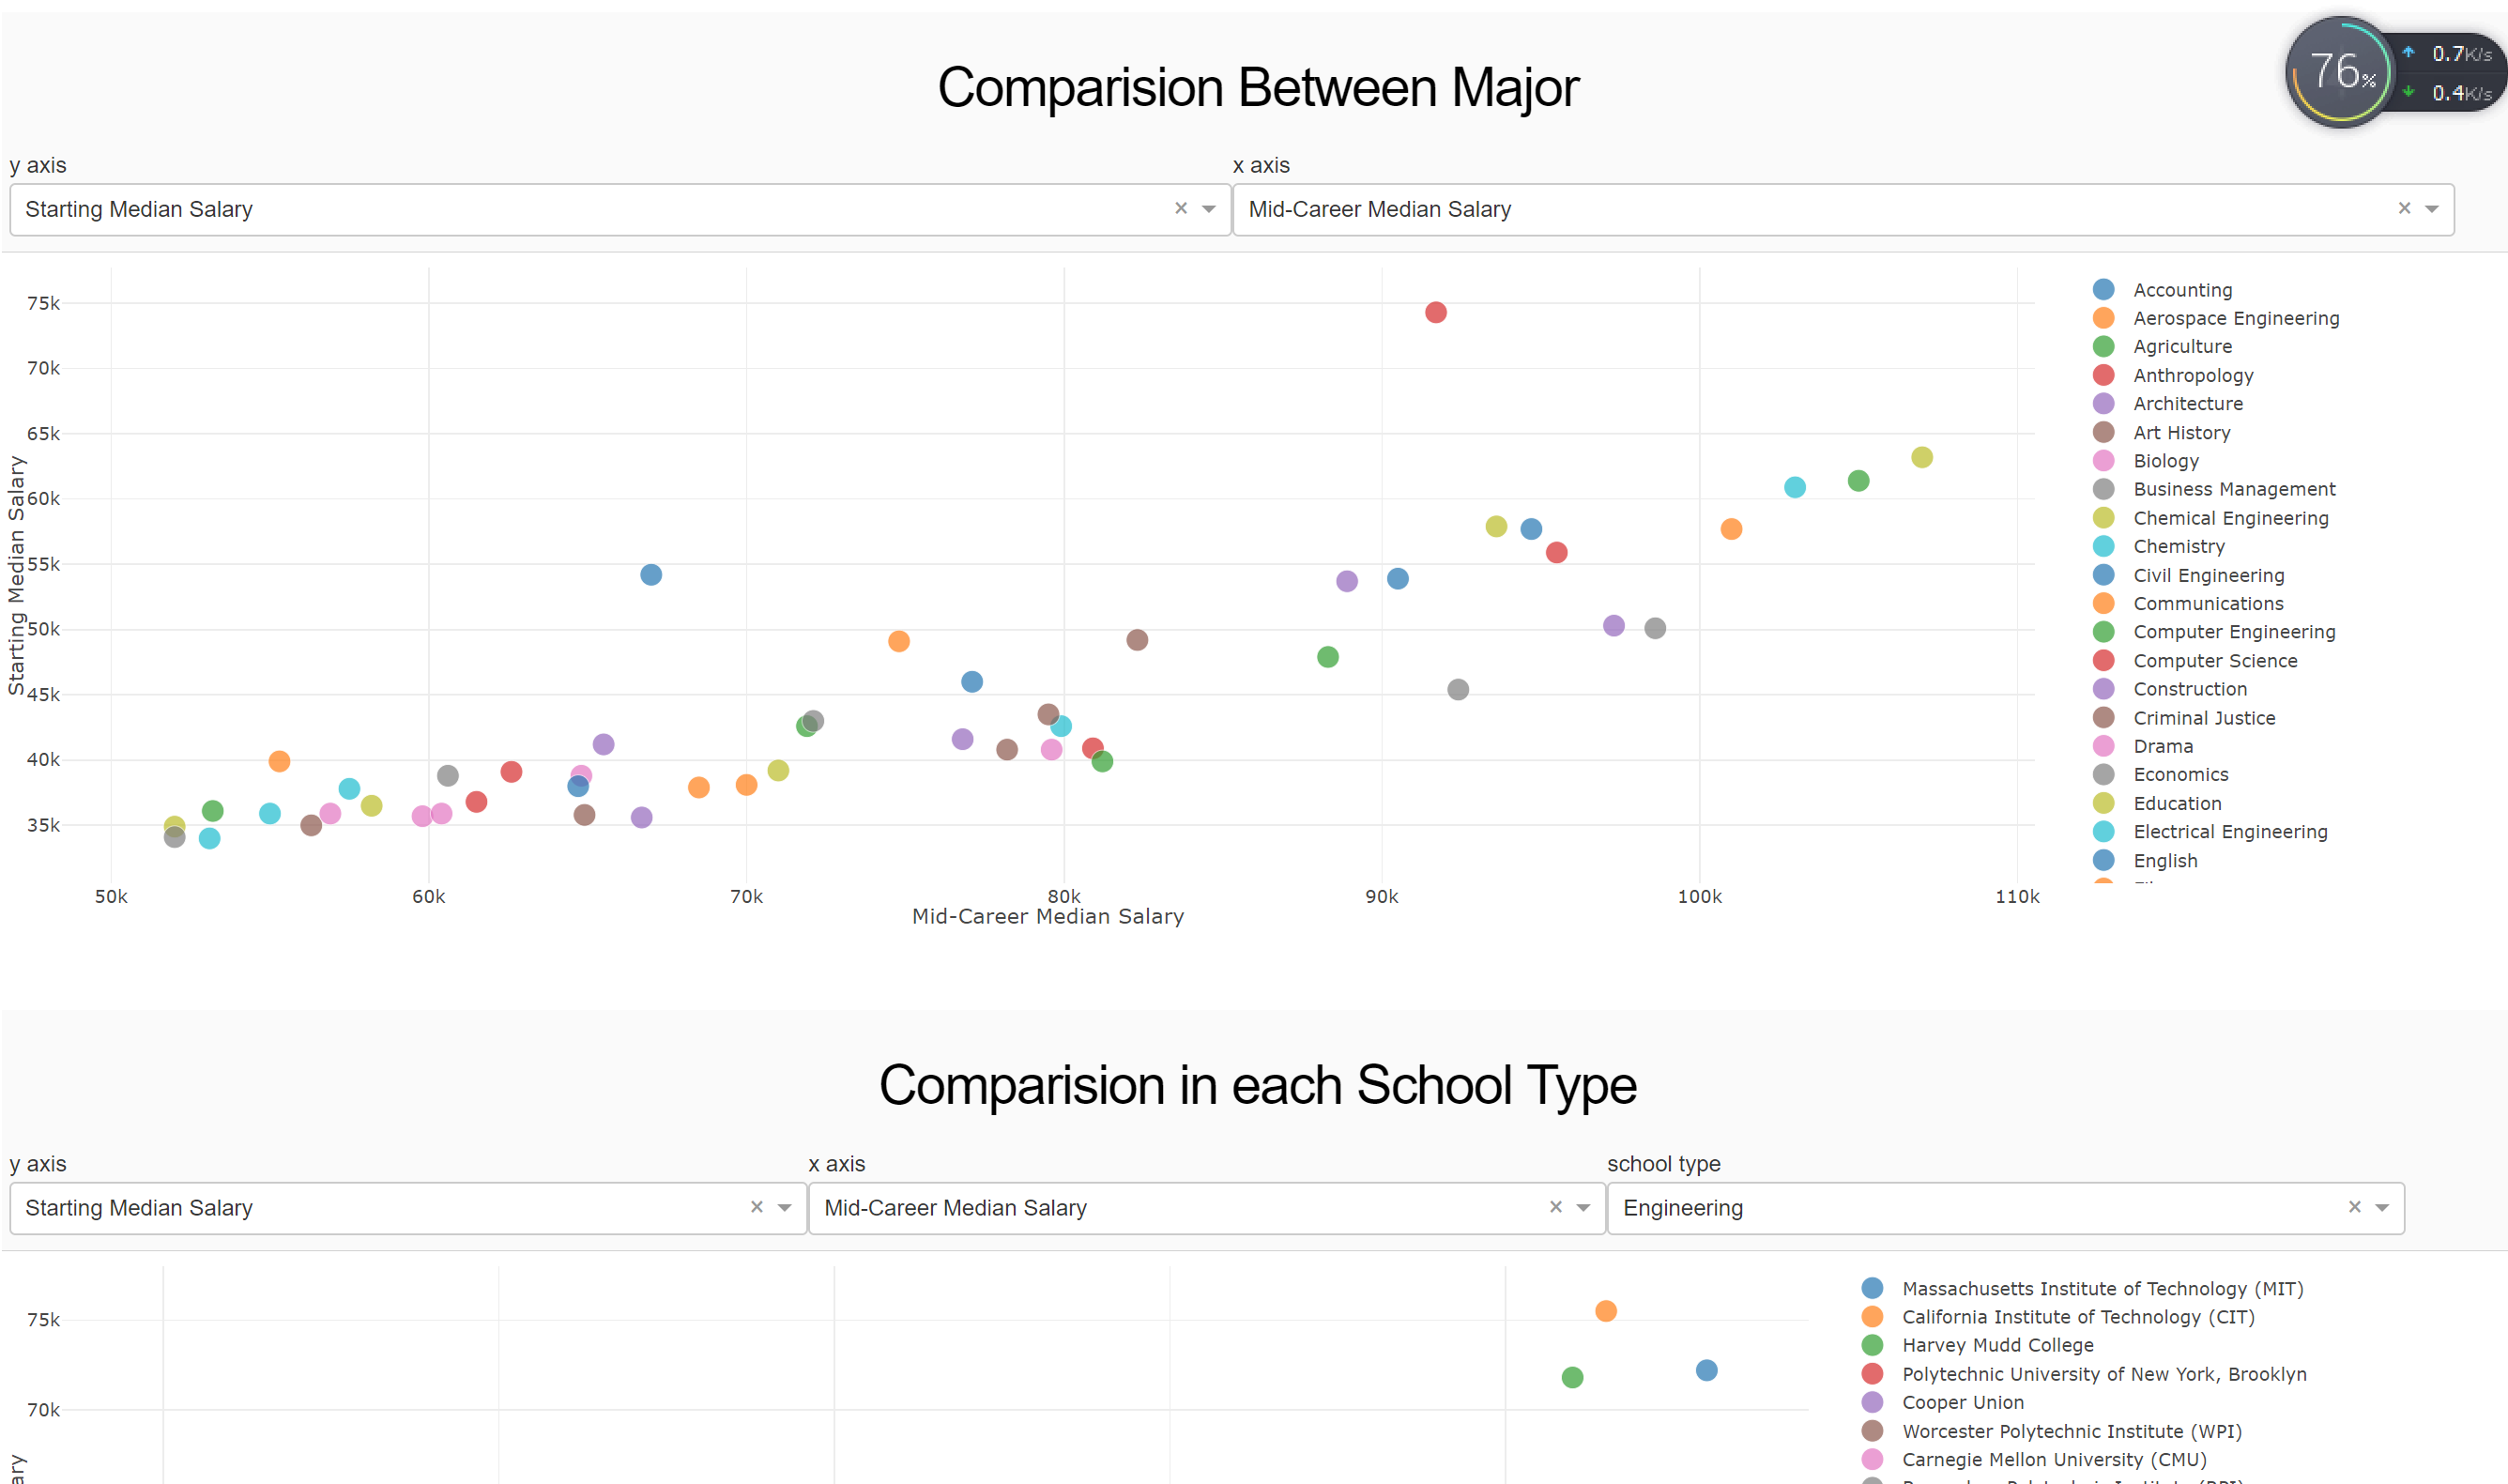 Comparision Between Major
76%
0.7K/s
0.4K/s
y axis
x axis
Starting Median Salary
Mid-Career Median Salary
75k
70k
65k
60k
55k
50k
45k
40k
35k
Starting Median Salary
50k
60k
70k
80k
90k
100k
110k
Mid-Career Median Salary
Accounting
Aerospace Engineering
Agriculture
Anthropology
Architecture
Art History
Biology
Business Management
Chemical Engineering
Chemistry
Civil Engineering
Communications
Computer Engineering
Computer Science
Construction
Criminal Justice
Drama
Economics
Education
Electrical Engineering
English
Comparision in each School Type
y axis
x axis
school type
Starting Median Salary
Mid-Career Median Salary
Engineering
75k
70k
Massachusetts Institute of Technology (MIT)
California Institute of Technology (CIT)
Harvey Mudd College
Polytechnic University of New York, Brooklyn
Cooper Union
Worcester Polytechnic Institute (WPI)
Carnegie Mellon University (CMU)